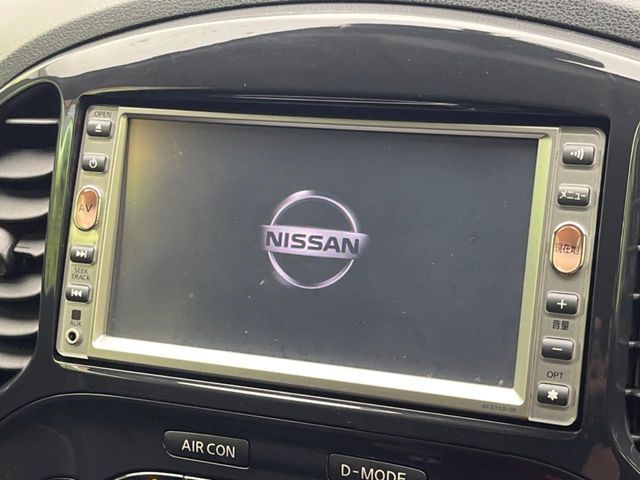 OPEN
AV
SEEK
TRACK
AUX
NISSAN
メニュー
現在地
+
音量
−
OPT
AIR CON
D-MODE